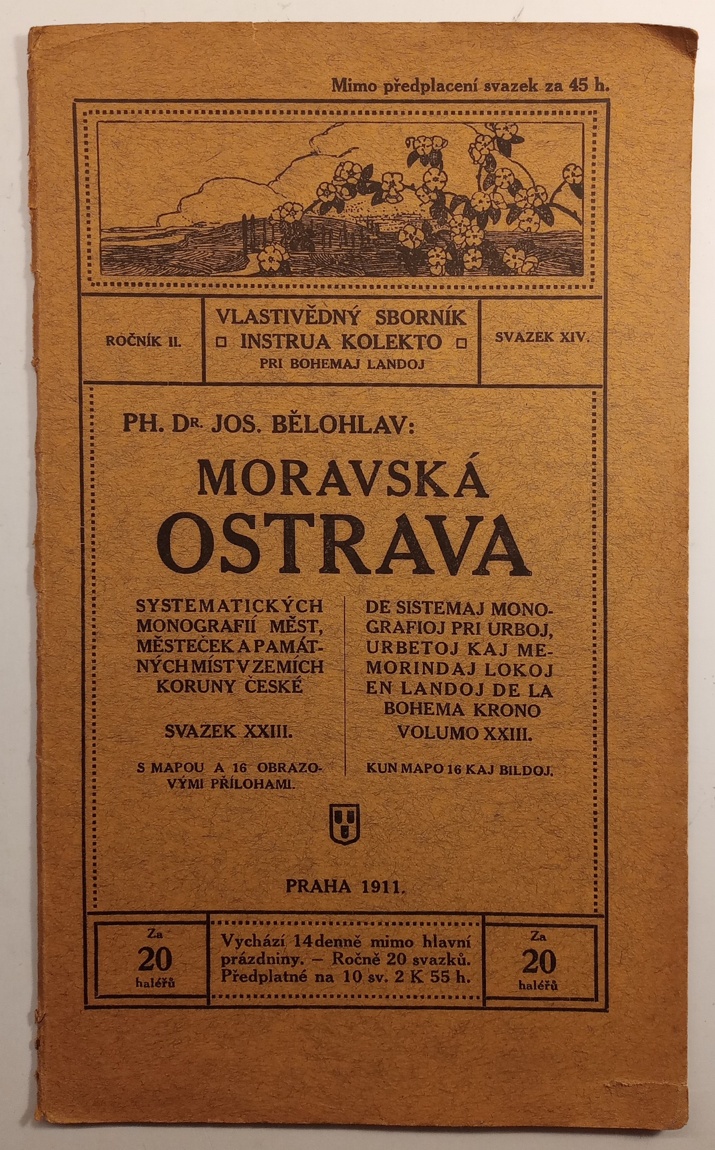 Mimo předplacení svazek za 45 h.
ROČNÍK II.
VLASTIVĚDNÝ SBORNÍK
INSTRUA KOLEKTO
PRI BOHEMAJ LANDOJ
SVAZEK XIV.
PH. DR. JOS. BĚLOHLAV:
MORAVSKÁ
OSTRAVA
SYSTEMATICKÝCH
MONOGRAFIÍ MĚST,
MĚSTEČEK A PAMÁT-
NÝCH MÍST V ZEMÍCH
KORUNY ČESKÉ
SVAZEK XXIII.
S MAPOU A 16 OBRAZO-
VÝMI PŘÍLOHAMI.
DE SISTEMAJ MONO-
GRAFIOJ PRI URBOJ,
URBETOJ KAJ ME-
MORINDAJ LOKOJ
EN LANDOJ DE LA
BOHEMA KRONO
VOLUMO XXIII.
KUN MAPO 16 KAJ BILDOJ.
PRAHA 1911.
Za
20
haléřů
Vychází 14denně mimo hlavní
prázdniny. – Ročně 20 svazků.
Předplatné na 10 sv. 2 K 55 h.
Za
20
haléřů